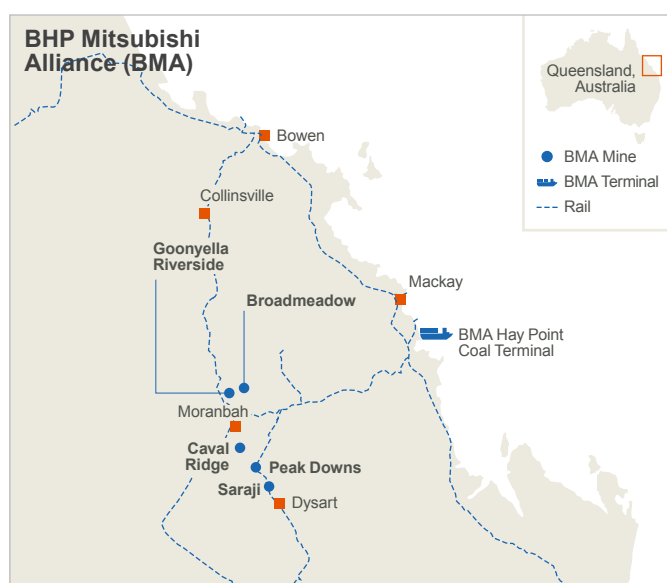 BHP Mitsubishi
Alliance (BMA)
Queensland,
Australia
BMA Mine
BMA Terminal
Rail
Bowen
Collinsville
Goonyella
Riverside
Broadmeadow
Mackay
BMA Hay Point
Coal Terminal
Moranbah
Caval
Ridge
Peak Downs
Saraji
Dysart